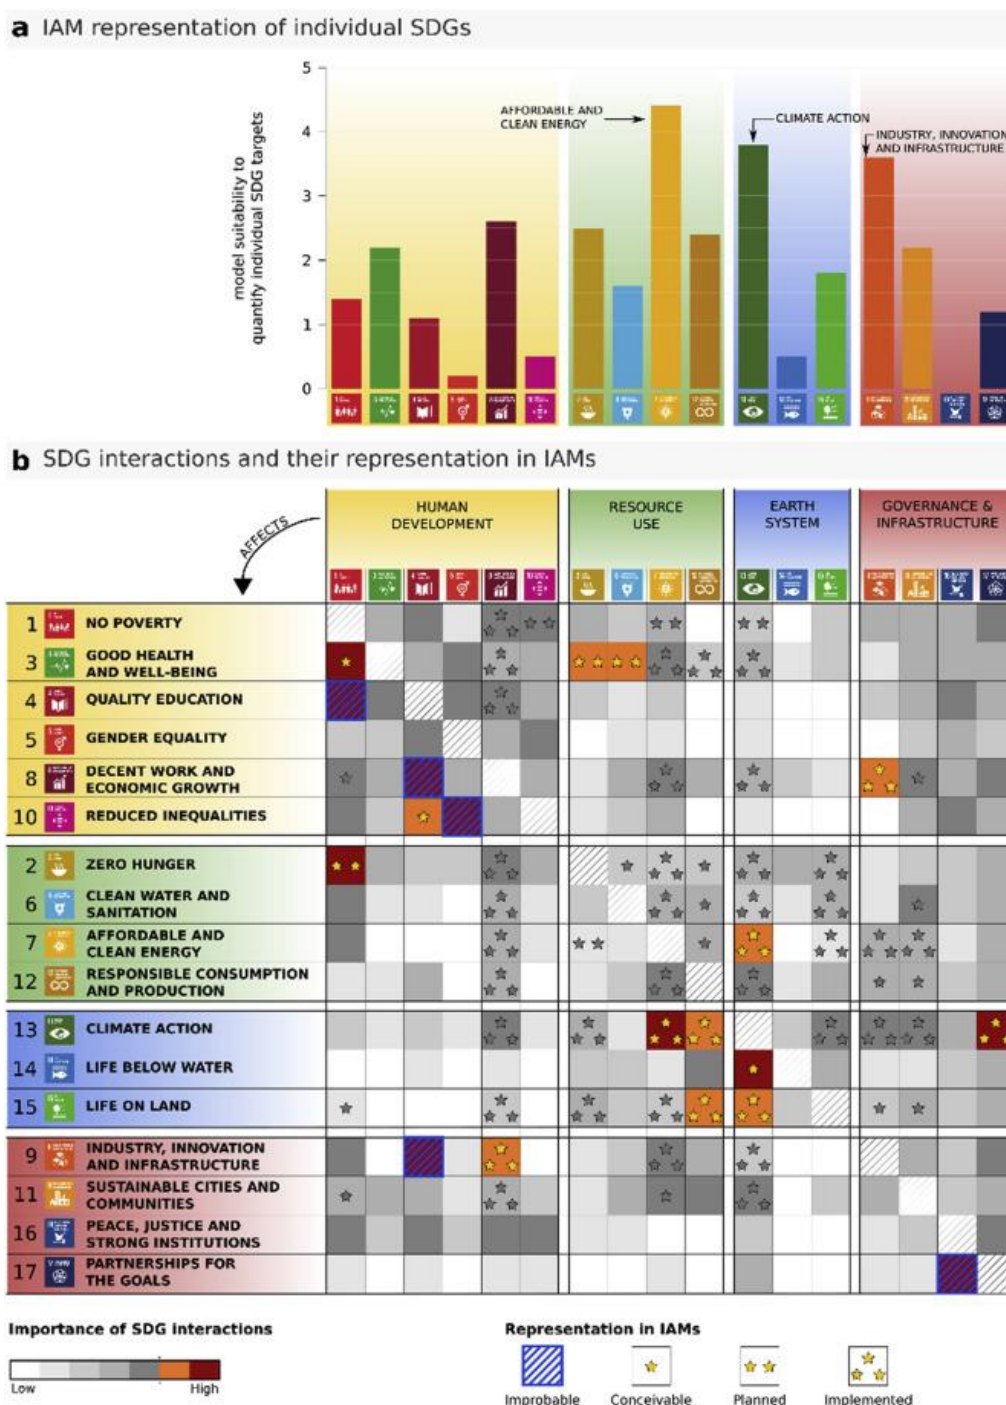 a IAM representation of individual SDGs
model suitability to
quantify individual SDG targets
5
4
3
2
1
0
AFFORDABLE AND
CLEAN ENERGY
CLIMATE ACTION
INDUSTRY, INNOVATION
AND INFRASTRUCTURE
b SDG interactions and their representation in IAMs
AFFECTS
HUMAN
DEVELOPMENT
RESOURCE
USE
EARTH
SYSTEM
GOVERNANCE &
INFRASTRUCTURE
1 NO POVERTY
3 GOOD HEALTH
AND WELL-BEING
4 QUALITY EDUCATION
5 GENDER EQUALITY
8 DECENT WORK AND
ECONOMIC GROWTH
10 REDUCED INEQUALITIES
2 ZERO HUNGER
6 CLEAN WATER AND
SANITATION
7 AFFORDABLE AND
CLEAN ENERGY
12 RESPONSIBLE CONSUMPTION
AND PRODUCTION
13 CLIMATE ACTION
14 LIFE BELOW WATER
15 LIFE ON LAND
9 INDUSTRY, INNOVATION
AND INFRASTRUCTURE
11 SUSTAINABLE CITIES AND
COMMUNITIES
16 PEACE, JUSTICE AND
STRONG INSTITUTIONS
17 PARTNERSHIPS FOR
THE GOALS
Importance of SDG interactions
Low High
Representation in IAMs
Improbable Conceivable Planned Implemented